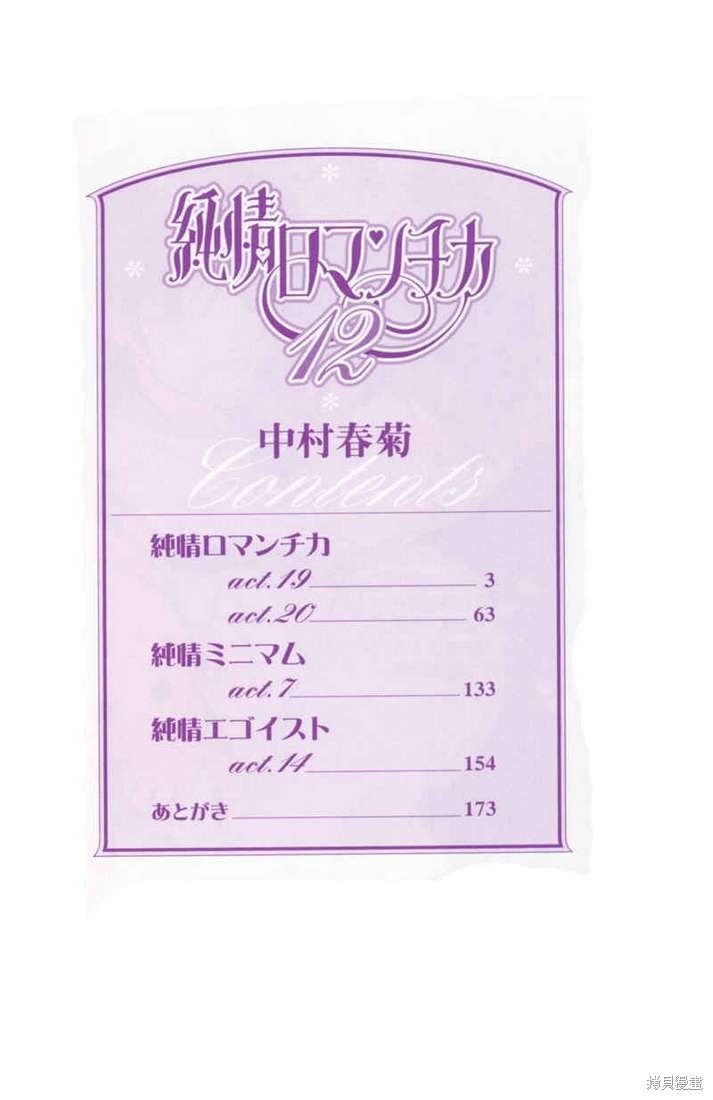 純情ロマンチカ
12
中村春菊
Contents
純情ロマンチカ
act.19 3
act.20 63
純情ミニマム
act.7 133
純情エゴイスト
act.14 154
あとがき 173
拷貝漫畫